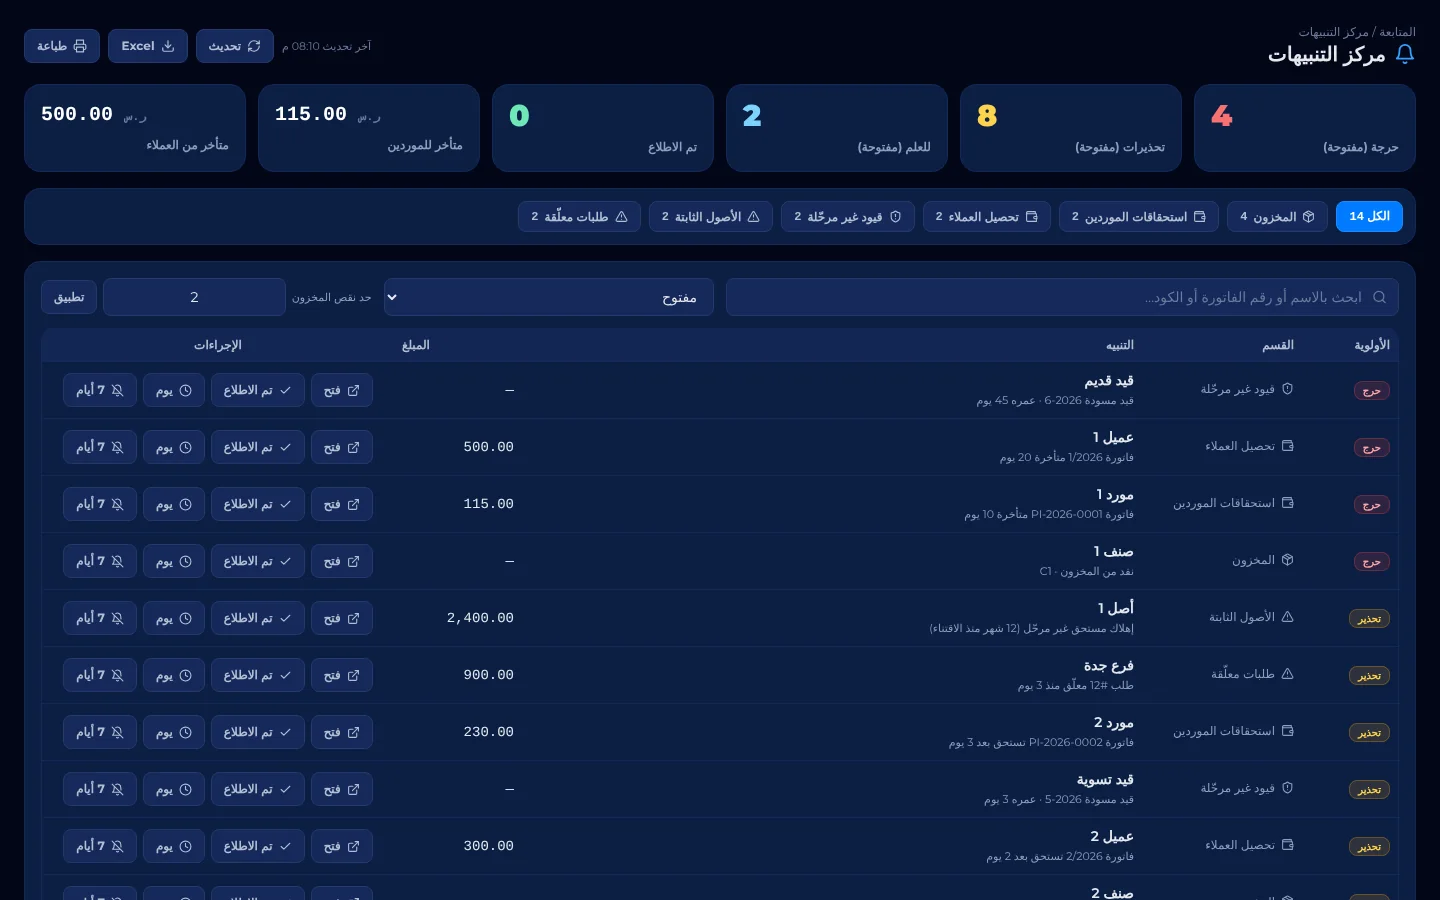 المتابعة / مركز التنبيهات
مركز التنبيهات
آخر تحديث 08:10 م
تحديث
Excel
طباعة
4
حرجة (مفتوحة)
8
تحذيرات (مفتوحة)
2
للعلم (مفتوحة)
0
تم الاطلاع
115.00 ر.س
متأخر للموردين
500.00 ر.س
متأخر من العملاء
الكل 14
المخزون 4
استحقاقات الموردين 2
تحصيل العملاء 2
قيود غير مرحّلة 2
الأصول الثابتة 2
طلبات معلّقة 2
ابحث بالاسم أو رقم الفاتورة أو الكود...
مفتوح
حد نقص المخزون
2
تطبيق
الأولوية القسم التنبيه المبلغ الإجراءات
حرج قيود غير مرحّلة قيد قديم — فتح تم الاطلاع يوم 7 أيام
قيد مسودة 2026-6 · عمره 45 يوم
حرج تحصيل العملاء عميل 1 500.00 فتح تم الاطلاع يوم 7 أيام
فاتورة 1/2026 متأخرة 20 يوم
حرج استحقاقات الموردين مورد 1 115.00 فتح تم الاطلاع يوم 7 أيام
فاتورة PI-2026-0001 متأخرة 10 يوم
حرج المخزون صنف 1 — فتح تم الاطلاع يوم 7 أيام
نفد من المخزون · C1
تحذير الأصول الثابتة أصل 1 2,400.00 فتح تم الاطلاع يوم 7 أيام
إهلاك مستحق غير مرحّل (12 شهر منذ الاقتناء)
تحذير طلبات معلّقة فرع جدة 900.00 فتح تم الاطلاع يوم 7 أيام
طلب #12 معلّق منذ 3 يوم
تحذير استحقاقات الموردين مورد 2 230.00 فتح تم الاطلاع يوم 7 أيام
فاتورة PI-2026-0002 تستحق بعد 3 يوم
تحذير قيود غير مرحّلة قيد تسوية — فتح تم الاطلاع يوم 7 أيام
قيد مسودة 2026-5 · عمره 3 يوم
تحذير تحصيل العملاء عميل 2 300.00 فتح تم الاطلاع يوم 7 أيام
فاتورة 2/2026 تستحق بعد 2 يوم
صنف 2